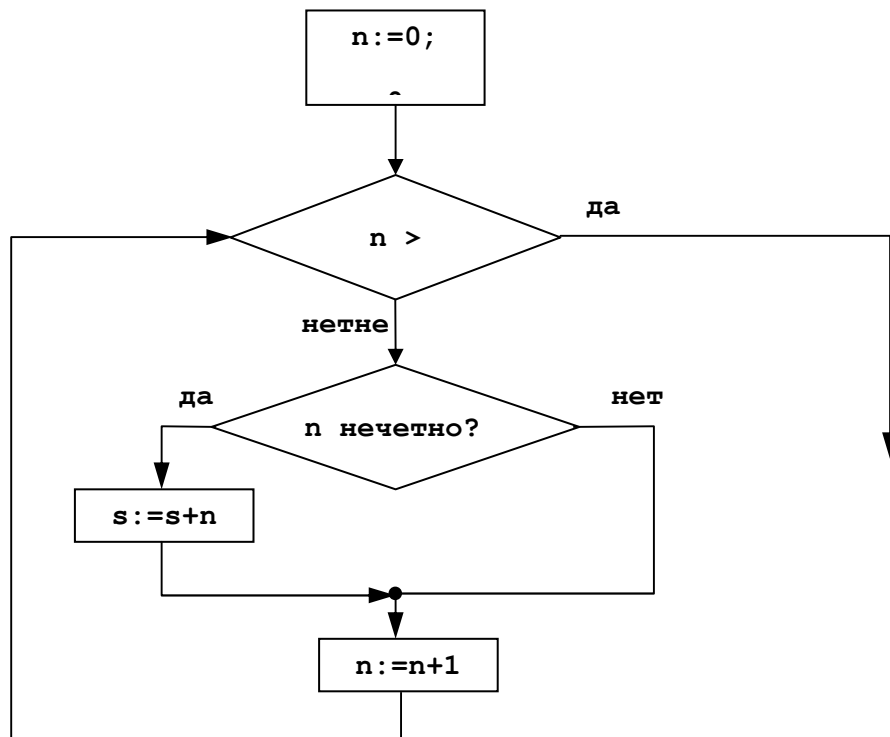 n:=0;
да
n >
нетне
да
нет
n нечетно?
s:=s+n
n:=n+1